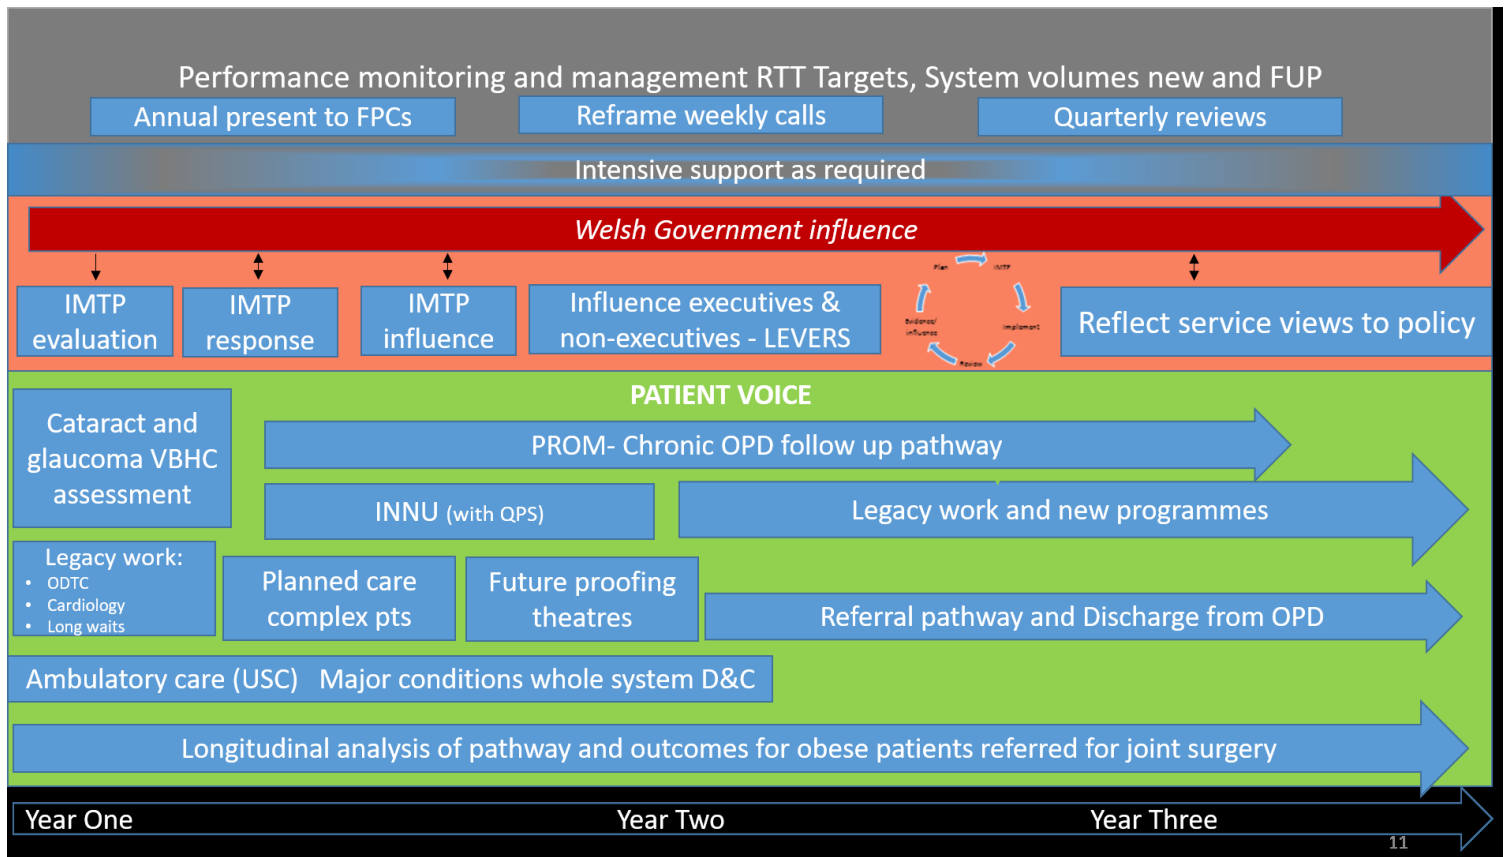 Performance monitoring and management RTT Targets, System volumes new and FUP
Annual present to FPCs
Reframe weekly calls
Quarterly reviews
Intensive support as required
Welsh Government influence
IMTP
evaluation
IMTP
response
IMTP
influence
Influence executives &
non-executives - LEVERS
Plan
IMTP
Implement
Review
Evidence/
influence
Reflect service views to policy
PATIENT VOICE
Cataract and
glaucoma VBHC
assessment
PROM- Chronic OPD follow up pathway
INNU (with QPS)
Legacy work and new programmes
Legacy work:
• ODTC
• Cardiology
• Long waits
Planned care
complex pts
Future proofing
theatres
Referral pathway and Discharge from OPD
Ambulatory care (USC) Major conditions whole system D&C
Longitudinal analysis of pathway and outcomes for obese patients referred for joint surgery
Year One
Year Two
Year Three
11